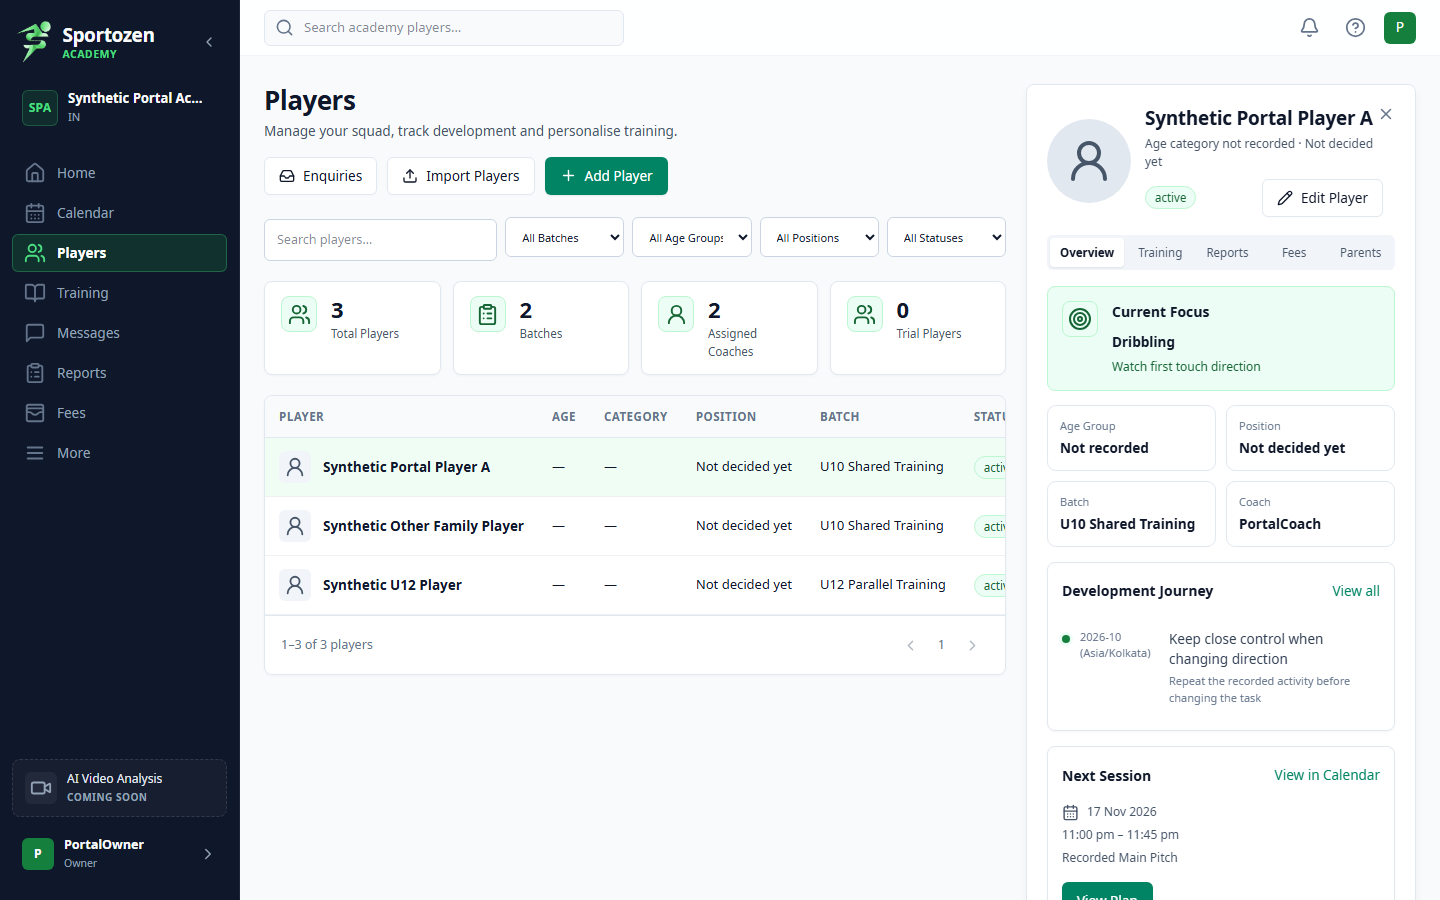 Sportozen
ACADEMY
SPA
Synthetic Portal Ac...
IN
Home
Calendar
Players
Training
Messages
Reports
Fees
More
AI Video Analysis
COMING SOON
P
PortalOwner
Owner
Search academy players...
P
Players
Manage your squad, track development and personalise training.
Enquiries
Import Players
Add Player
Search players...
All Batches
All Age Groups
All Positions
All Statuses
3
Total Players
2
Batches
2
Assigned
Coaches
0
Trial Players
PLAYER AGE CATEGORY POSITION BATCH STATU
Synthetic Portal Player A — — Not decided yet U10 Shared Training activ
Synthetic Other Family Player — — Not decided yet U10 Shared Training activ
Synthetic U12 Player — — Not decided yet U12 Parallel Training activ
1–3 of 3 players
1
Synthetic Portal Player A
Age category not recorded · Not decided
yet
active
Edit Player
Overview
Training
Reports
Fees
Parents
Current Focus
Dribbling
Watch first touch direction
Age Group
Not recorded
Position
Not decided yet
Batch
U10 Shared Training
Coach
PortalCoach
Development Journey
View all
2026-10
(Asia/Kolkata)
Keep close control when
changing direction
Repeat the recorded activity before
changing the task
Next Session
View in Calendar
17 Nov 2026
11:00 pm – 11:45 pm
Recorded Main Pitch
View Plan